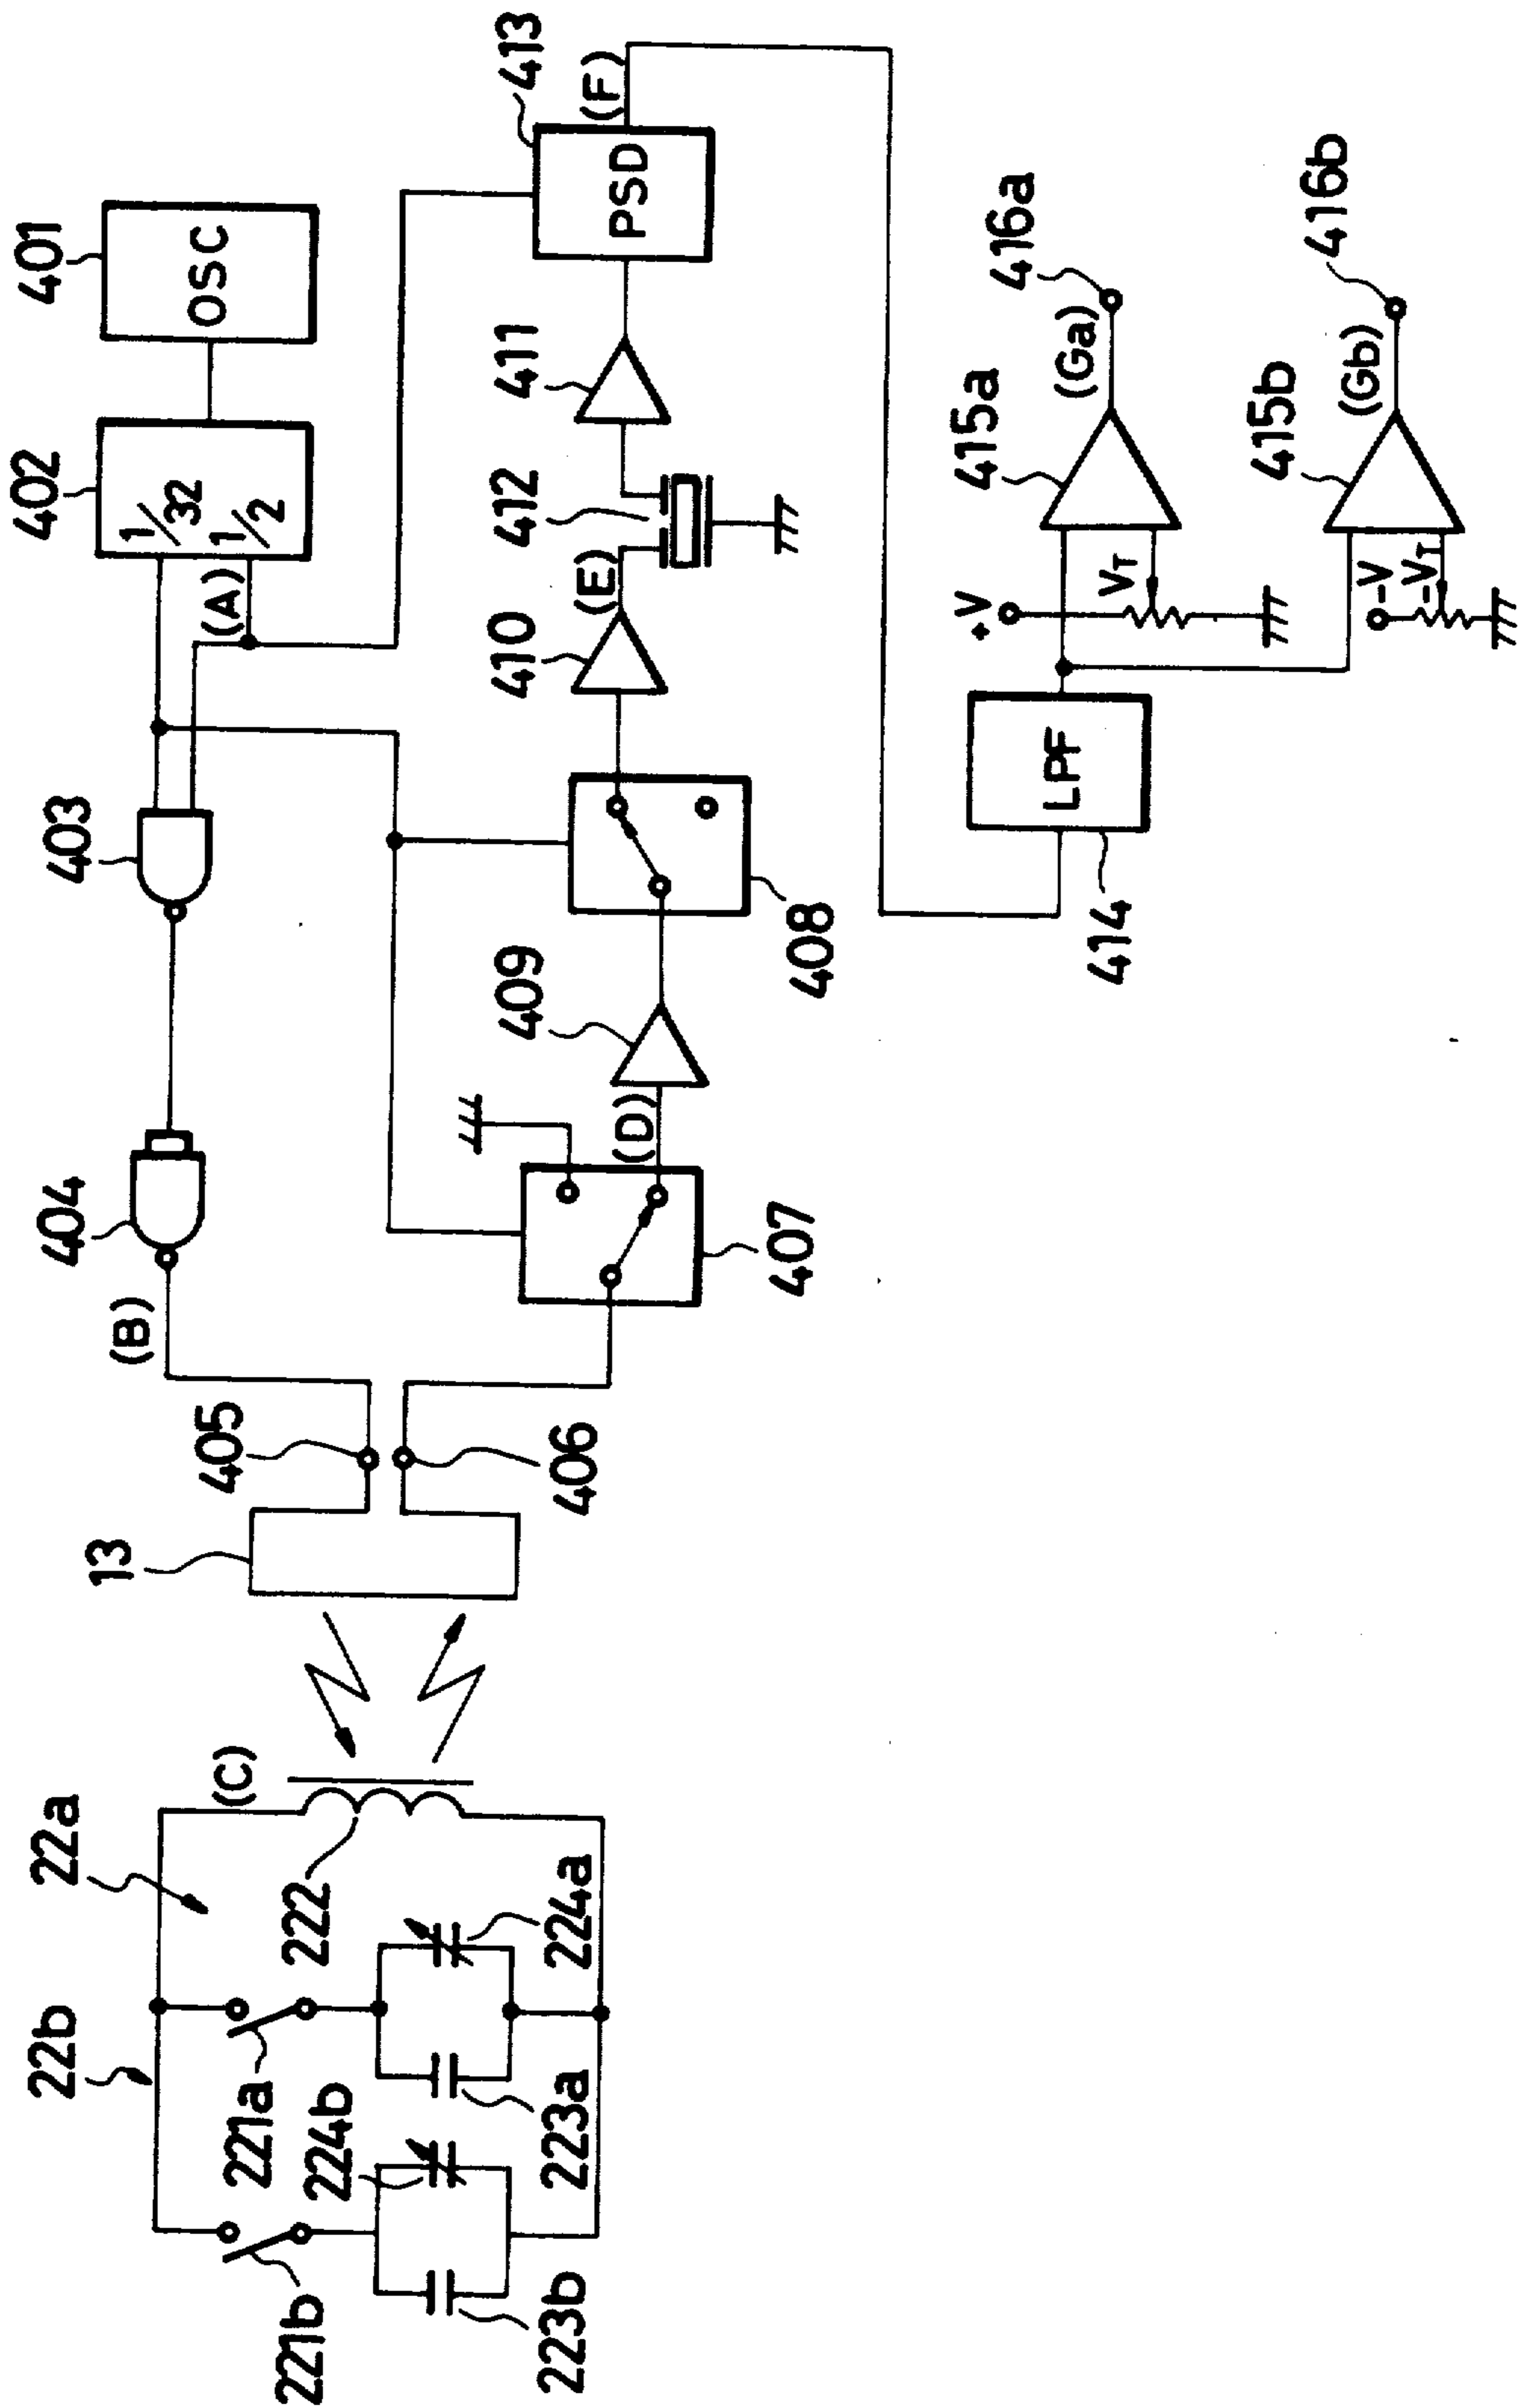 22b
22a
13
404
403
402
401
221b
221a
(C)
(B)
1/32
OSC
222
405
(A)
1/2
224b
224a
406
(D)
409
410
(E)
412
411
413
223b
223a
407
408
PSD
(F)
414
LPF
+V
VT
415a
(Ga)
416a
-V
-VT
415b
(Gb)
416b